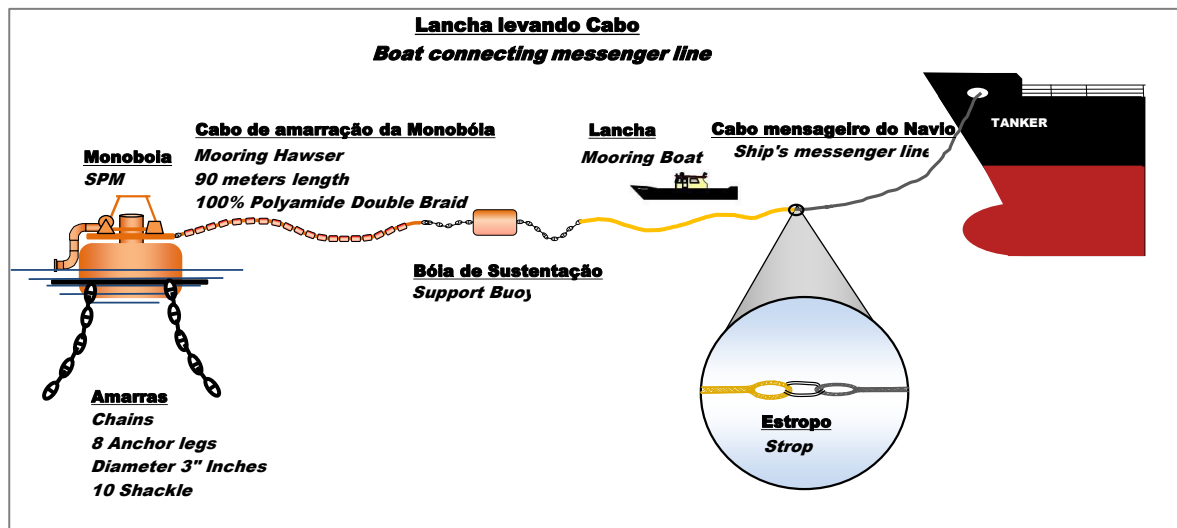 Lancha levando Cabo
Boat connecting messenger line
Cabo de amarração da Monobóia
Mooring Hawser
90 meters length
100% Polyamide Double Braid
Monoboia
SPM
Lancha
Mooring Boat
Cabo mensageiro do Navio
Ship's messenger line
TANKER
Bóia de Sustentação
Support Buoy
Amarras
Chains
8 Anchor legs
Diameter 3" Inches
10 Shackle
Estropo
Strop